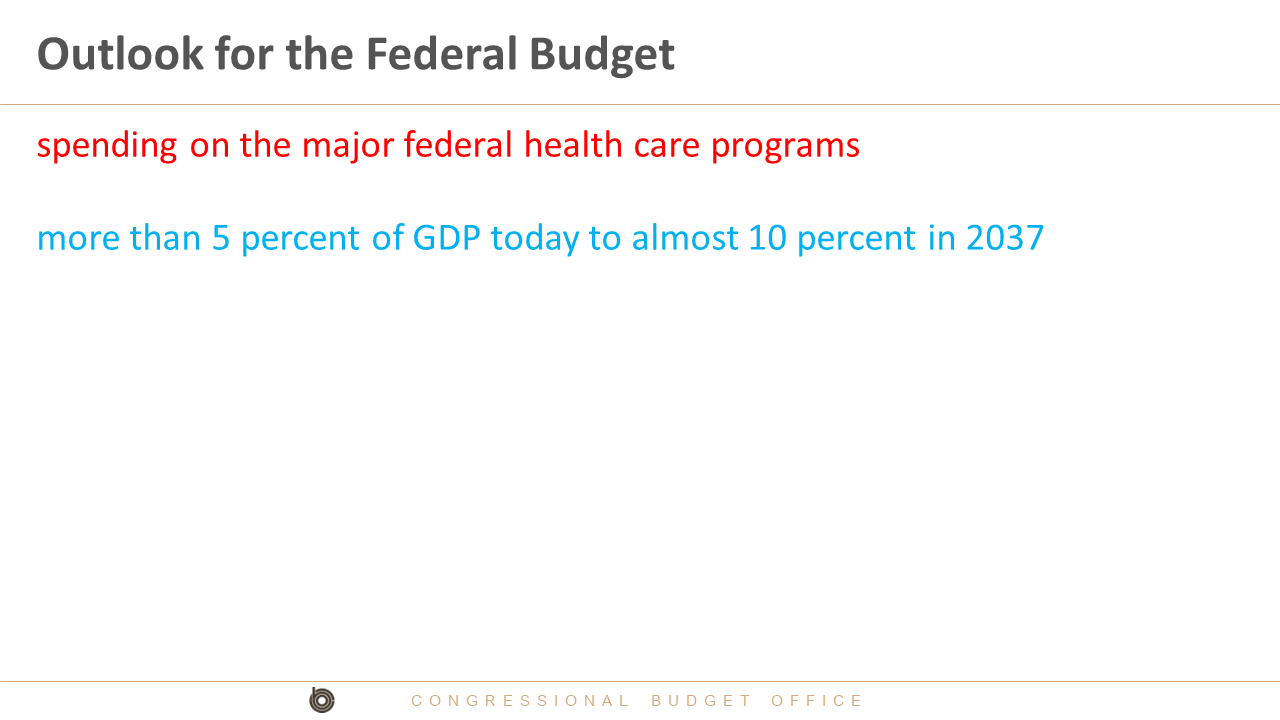 Outlook for the Federal Budget
spending on the major federal health care programs
more than 5 percent of GDP today to almost 10 percent in 2037
CONGRESSIONAL BUDGET OFFICE